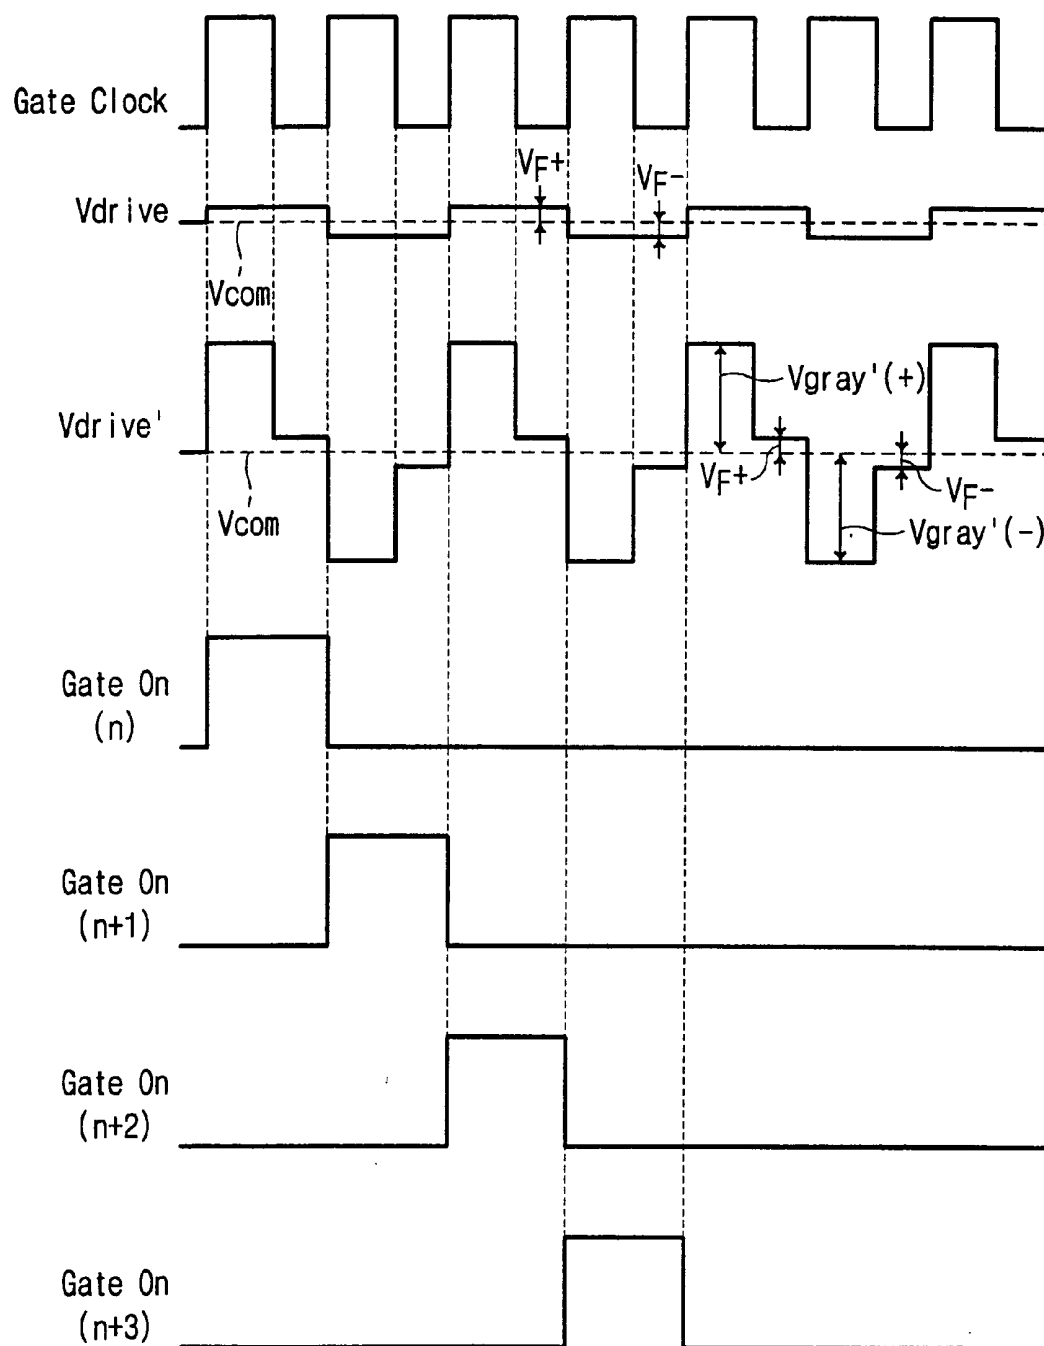 Gate Clock
VF+
VF-
Vdrive
Vcom
Vgray'(+)
Vdrive'
VF+
VF-
Vcom
Vgray'(-)
Gate On
(n)
Gate On
(n+1)
Gate On
(n+2)
Gate On
(n+3)